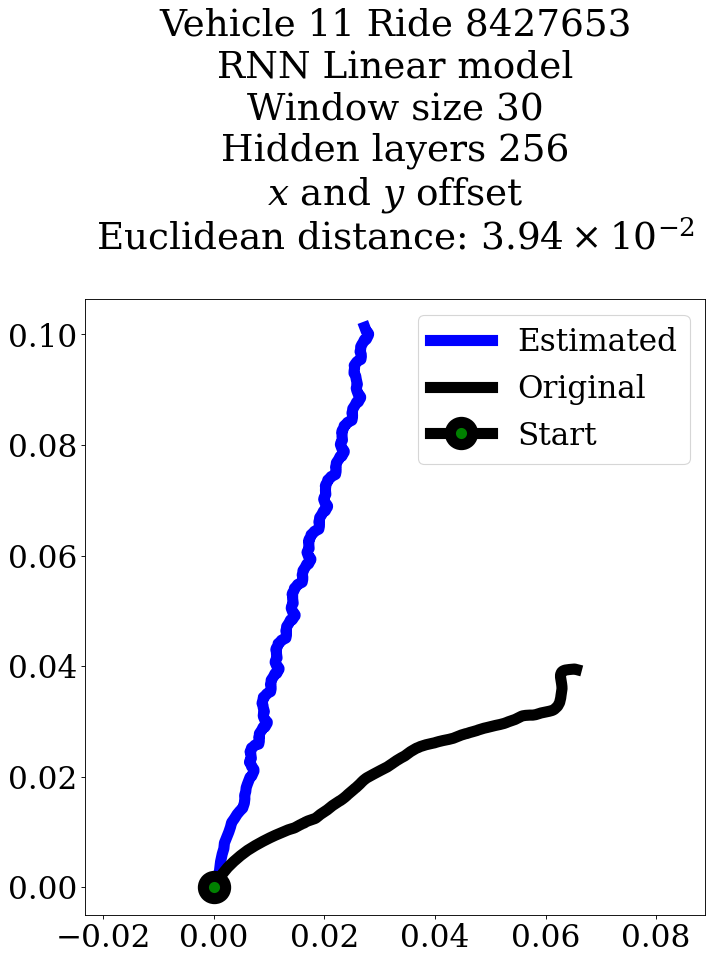 Vehicle 11 Ride 8427653
RNN Linear model
Window size 30
Hidden layers 256
x and y offset
Euclidean distance: 3.94 × 10⁻²
Estimated
Original
Start
0.10
0.08
0.06
0.04
0.02
0.00
−0.02 0.00 0.02 0.04 0.06 0.08